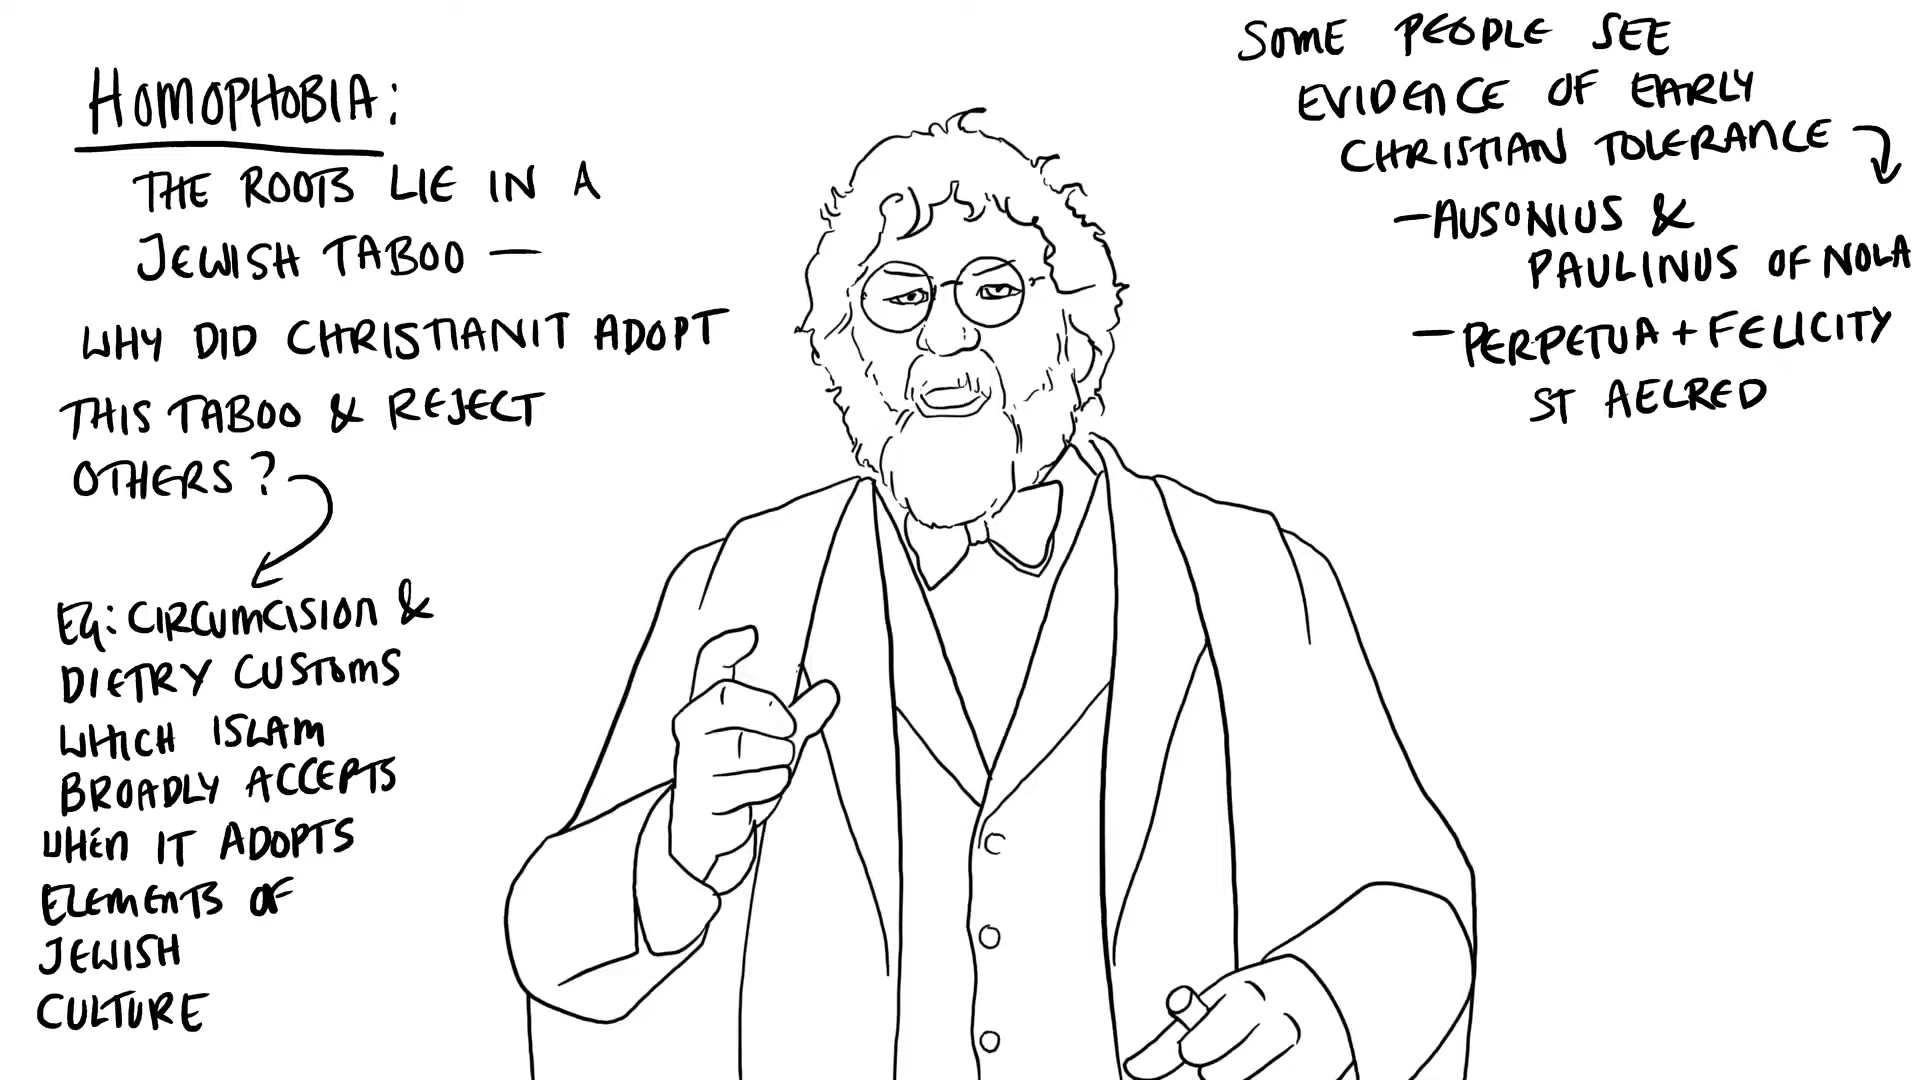 HOMOPHOBIA:
THE ROOTS LIE IN A
JEWISH TABOO —
WHY DID CHRISTIANIT ADOPT
THIS TABOO & REJECT
OTHERS?
EG: CIRCUMCISION &
DIETRY CUSTOMS
WHICH ISLAM
BROADLY ACCEPTS
WHEN IT ADOPTS
ELEMENTS OF
JEWISH
CULTURE
SOME PEOPLE SEE
EVIDENCE OF EARLY
CHRISTIAN TOLERANCE
— AUSONIUS &
PAULINUS OF NOLA
— PERPETUA + FELICITY
ST AELRED